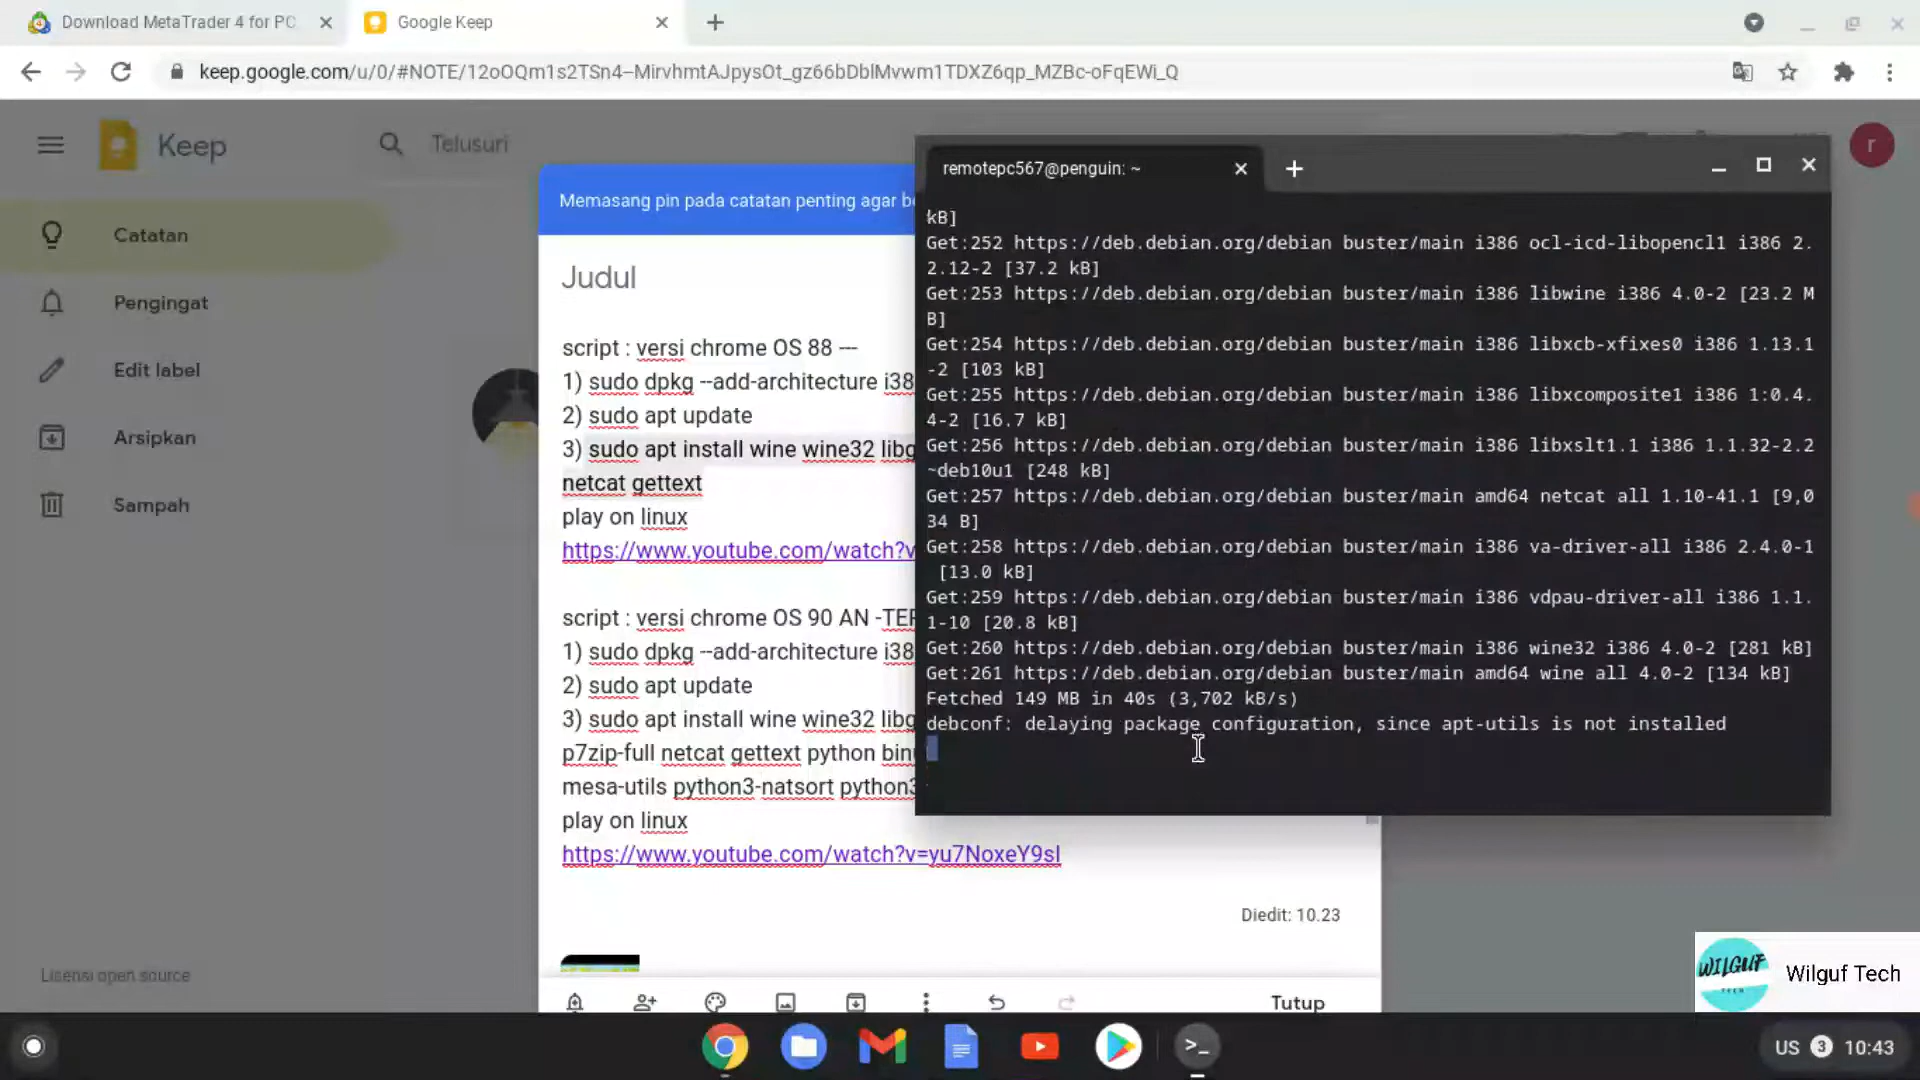 Download MetaTrader 4 for PC
Google Keep
keep.google.com/u/0/#NOTE/12oOQm1s2TSn4–MirvhmtAJpysOt_gz66bDblMvwm1TDXZ6qp_MZBc-oFqEWi_Q
Keep
Telusuri
r
Catatan
Pengingat
Edit label
Arsipkan
Sampah
Lisensi open source
Memasang pin pada catatan penting agar
Judul
script : versi chrome OS 88 ---
1) sudo dpkg --add-architecture i38
2) sudo apt update
3) sudo apt install wine wine32
netcat gettext
play on linux
https://www.youtube.com/watch?v
script : versi chrome OS 90 AN
1) sudo dpkg --add-architecture i38
2) sudo apt update
3) sudo apt install wine wine32
p7zip-full netcat gettext python
mesa-utils python3-natsort python3
play on linux
https://www.youtube.com/watch?v=yu7NoxeY9sI
Diedit: 10.23
Tutup
remotepc567@penguin: ~
kB]
Get:252 https://deb.debian.org/debian buster/main i386 ocl-icd-libopencl1 i386 2.
2.12-2 [37.2 kB]
Get:253 https://deb.debian.org/debian buster/main i386 libwine i386 4.0-2 [23.2 M
B]
Get:254 https://deb.debian.org/debian buster/main i386 libxcb-xfixes0 i386 1.13.1
-2 [103 kB]
Get:255 https://deb.debian.org/debian buster/main i386 libxcomposite1 i386 1:0.4.
4-2 [16.7 kB]
Get:256 https://deb.debian.org/debian buster/main i386 libxslt1.1 i386 1.1.32-2.2
~deb10u1 [248 kB]
Get:257 https://deb.debian.org/debian buster/main amd64 netcat all 1.10-41.1 [9,0
34 B]
Get:258 https://deb.debian.org/debian buster/main i386 va-driver-all i386 2.4.0-1
[13.0 kB]
Get:259 https://deb.debian.org/debian buster/main i386 vdpau-driver-all i386 1.1.
1-10 [20.8 kB]
Get:260 https://deb.debian.org/debian buster/main i386 wine32 i386 4.0-2 [281 kB]
Get:261 https://deb.debian.org/debian buster/main amd64 wine all 4.0-2 [134 kB]
Fetched 149 MB in 40s (3,702 kB/s)
debconf: delaying package configuration, since apt-utils is not installed
WILGUF
TECH
Wilguf Tech
US 3 10:43